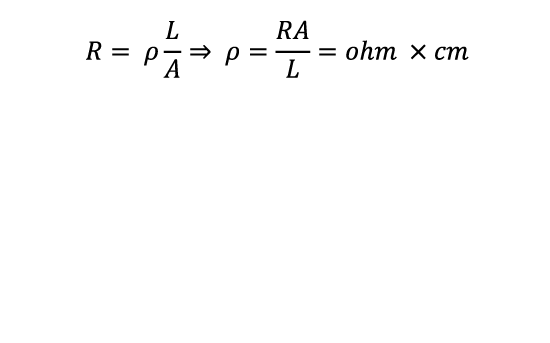 R = ρ L/A ⇒ ρ = RA/L = ohm × cm